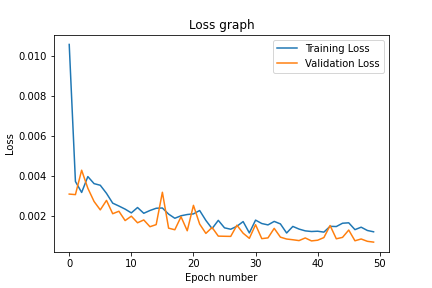 Loss graph
Training Loss
Validation Loss
0.010
0.008
0.006
0.004
0.002
Loss
0
10
20
30
40
50
Epoch number